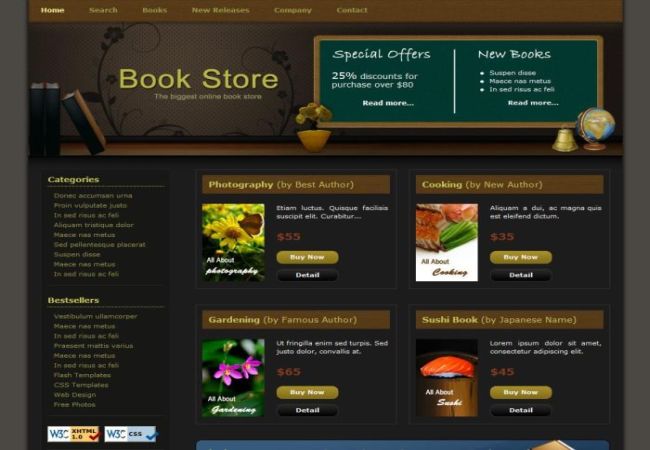 Home Search Books New Releases Company Contact
Book Store
The biggest online book store
Special Offers
25% discounts for
purchase over $80
Read more...
New Books
Suspen disse
Maece nas metus
In sed risus ac feli
Read more...
Categories
Donec accumsan urna
Proin vulputate justo
In sed risus ac feli
Aliquam tristique dolor
Maece nas metus
Sed pellentesque placerat
Suspen disse
Maece nas metus
In sed risus ac feli
Bestsellers
Vestibulum ullamcorper
Maece nas metus
In sed risus ac feli
Praesent mattis varius
Maece nas metus
In sed risus ac feli
Flash Templates
CSS Templates
Web Design
Free Photos
W3C XHTML 1.0
W3C css
Photography (by Best Author)
All About
photography
Etiam luctus. Quisque facilisis
suscipit elit. Curabitur...
$55
Buy Now
Detail
Cooking (by New Author)
All About
Cooking
Aliquam a dui, ac magna quis
est eleifend dictum.
$35
Buy Now
Detail
Gardening (by Famous Author)
All About
Gardening
Ut fringilla enim sed turpis. Sed
justo dolor, convallis at.
$65
Buy Now
Detail
Sushi Book (by Japanese Name)
All About
Sushi
Lorem ipsum dolor sit amet,
consectetur adipiscing elit.
$45
Buy Now
Detail